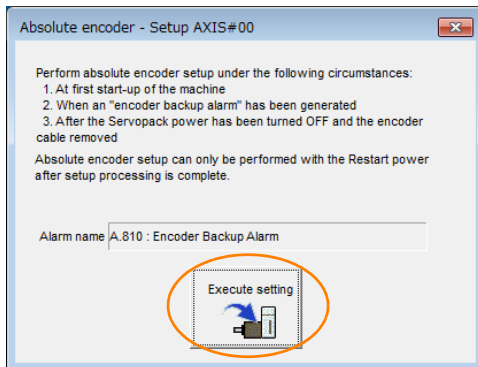 Absolute encoder - Setup AXIS#00
Perform absolute encoder setup under the following circumstances:
1. At first start-up of the machine
2. When an "encoder backup alarm" has been generated
3. After the Servopack power has been turned OFF and the encoder
cable removed
Absolute encoder setup can only be performed with the Restart power
after setup processing is complete.
Alarm name A.810 : Encoder Backup Alarm
Execute setting